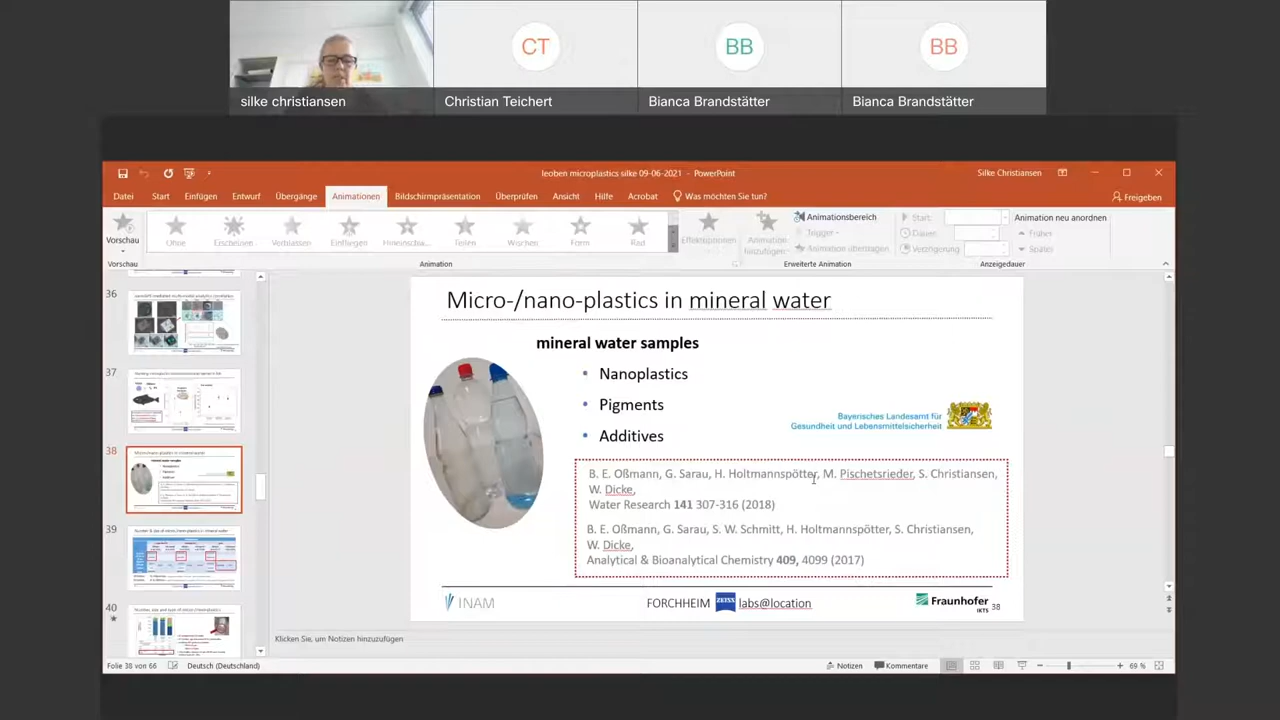 CT
BB
BB
silke christiansen
Christian Teichert
Bianca Brandstätter
Bianca Brandstätter
leoben microplastics silke 09-06-2021 - PowerPoint
Silke Christiansen
Datei
Start
Einfügen
Entwurf
Übergänge
Animationen
Bildschirmpräsentation
Überprüfen
Ansicht
Hilfe
Acrobat
Was möchten Sie tun?
Freigeben
Vorschau
Ohne
Erscheinen
Verblassen
Einfliegen
Hineinschw...
Teilen
Wischen
Form
Rad
Effektoptionen
Animation
hinzufügen
Animationsbereich
Trigger
Animation übertragen
Start:
Dauer:
Verzögerung:
Animation neu anordnen
Früher
Später
Vorschau
Animation
Erweiterte Animation
Anzeigedauer
36
37
38
39
40
Micro-/nano-plastics in mineral water
mineral water samples
• Nanoplastics
• Pigments
• Additives
Bayerisches Landesamt für
Gesundheit und Lebensmittelsicherheit
B. E. Oßmann, G. Sarau, H. Holtmannspötter, M. Pischetsrieder, S. Christiansen,
W. Dicke
Water Research 141 307-316 (2018)
B. E. Oßmann, G. Sarau, S. W. Schmitt, H. Holtmannspötter, S. Christiansen,
W. Dicke,
Analytical & Bioanalytical Chemistry 409, 4099 (2017)
INAM
FORCHHEIM ZEISS labs@location
Fraunhofer
IKTS
38
Klicken Sie, um Notizen hinzuzufügen
Folie 38 von 66
Deutsch (Deutschland)
Notizen
Kommentare
69 %